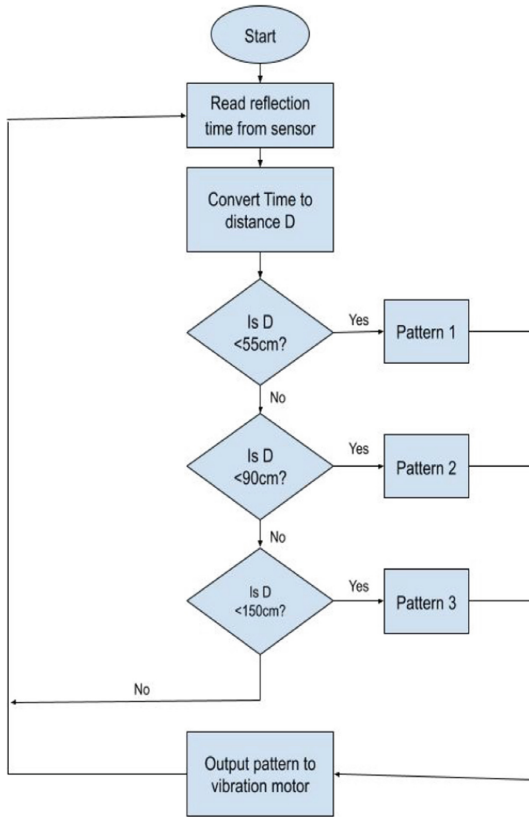 Start
Read reflection
time from sensor
Convert Time to
distance D
Is D
<55cm?
Yes
Pattern 1
No
Is D
<90cm?
Yes
Pattern 2
No
Is D
<150cm?
Yes
Pattern 3
No
Output pattern to
vibration motor